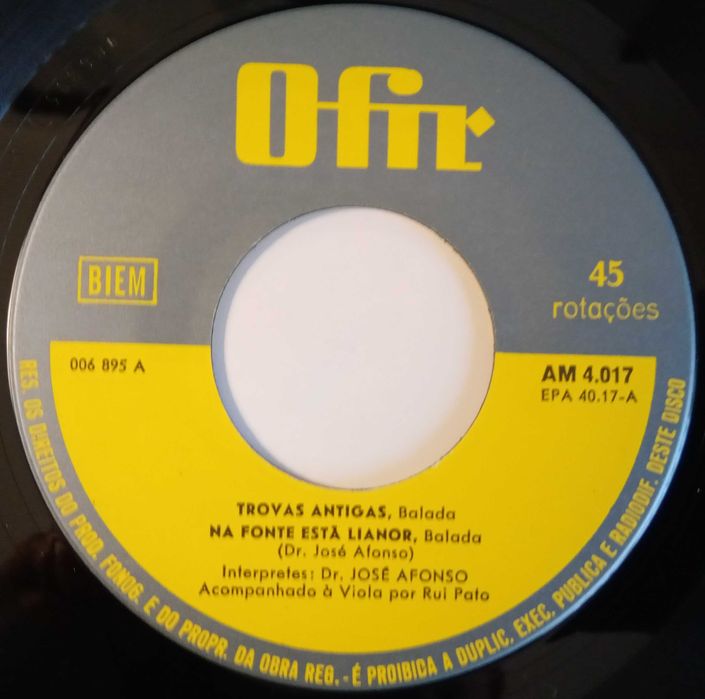 Ofir
BIEM
45
rotações
006 895 A
AM 4.017
EPA 40.17-A
TROVAS ANTIGAS, Balada
NA FONTE ESTÃ LIANOR, Balada
(Dr. José Afonso)
Interpretes: Dr. JOSÉ AFONSO
Acompanhado à Viola por Rui Pato
RES. OS DIREITOS DO PROD. FONOG. E DO PROPR. DA OBRA REG. - É PROIBICA A DUPLIC. EXEC. PUBLICA E RADIODIF. DESTE DISCO